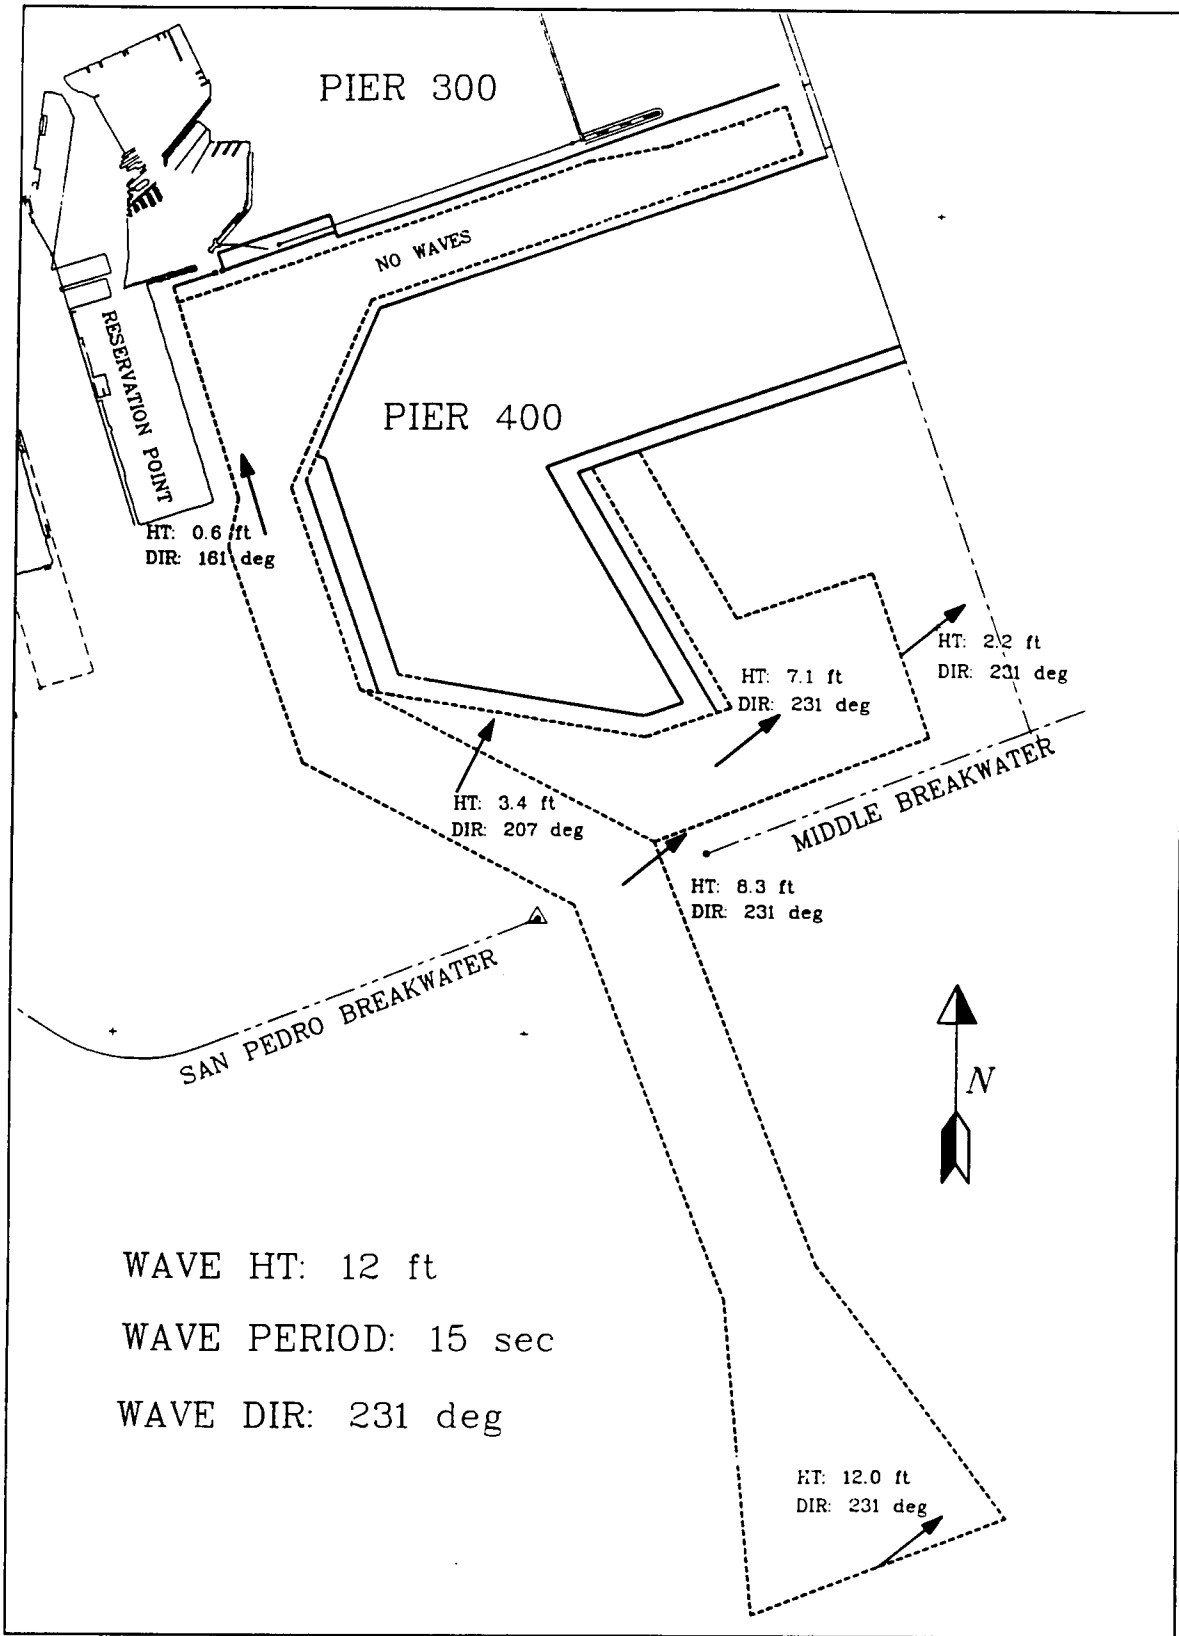 PIER 300
NO WAVES
RESERVATION POINT
PIER 400
HT: 0.6 ft
DIR: 161 deg
HT: 2.2 ft
DIR: 231 deg
HT: 7.1 ft
DIR: 231 deg
HT: 3.4 ft
DIR: 207 deg
MIDDLE BREAKWATER
HT: 8.3 ft
DIR: 231 deg
SAN PEDRO BREAKWATER
N
WAVE HT: 12 ft
WAVE PERIOD: 15 sec
WAVE DIR: 231 deg
HT: 12.0 ft
DIR: 231 deg